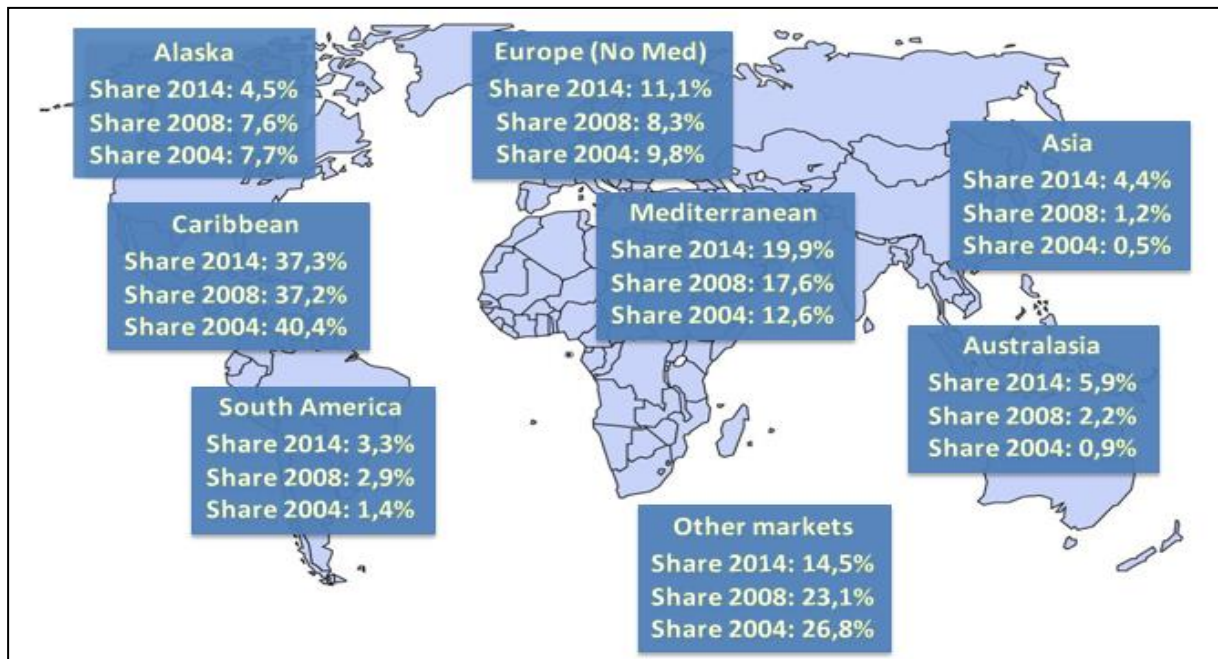 Alaska
Share 2014: 4,5%
Share 2008: 7,6%
Share 2004: 7,7%
Europe (No Med)
Share 2014: 11,1%
Share 2008: 8,3%
Share 2004: 9,8%
Asia
Share 2014: 4,4%
Share 2008: 1,2%
Share 2004: 0,5%
Caribbean
Share 2014: 37,3%
Share 2008: 37,2%
Share 2004: 40,4%
Mediterranean
Share 2014: 19,9%
Share 2008: 17,6%
Share 2004: 12,6%
Australasia
Share 2014: 5,9%
Share 2008: 2,2%
Share 2004: 0,9%
South America
Share 2014: 3,3%
Share 2008: 2,9%
Share 2004: 1,4%
Other markets
Share 2014: 14,5%
Share 2008: 23,1%
Share 2004: 26,8%